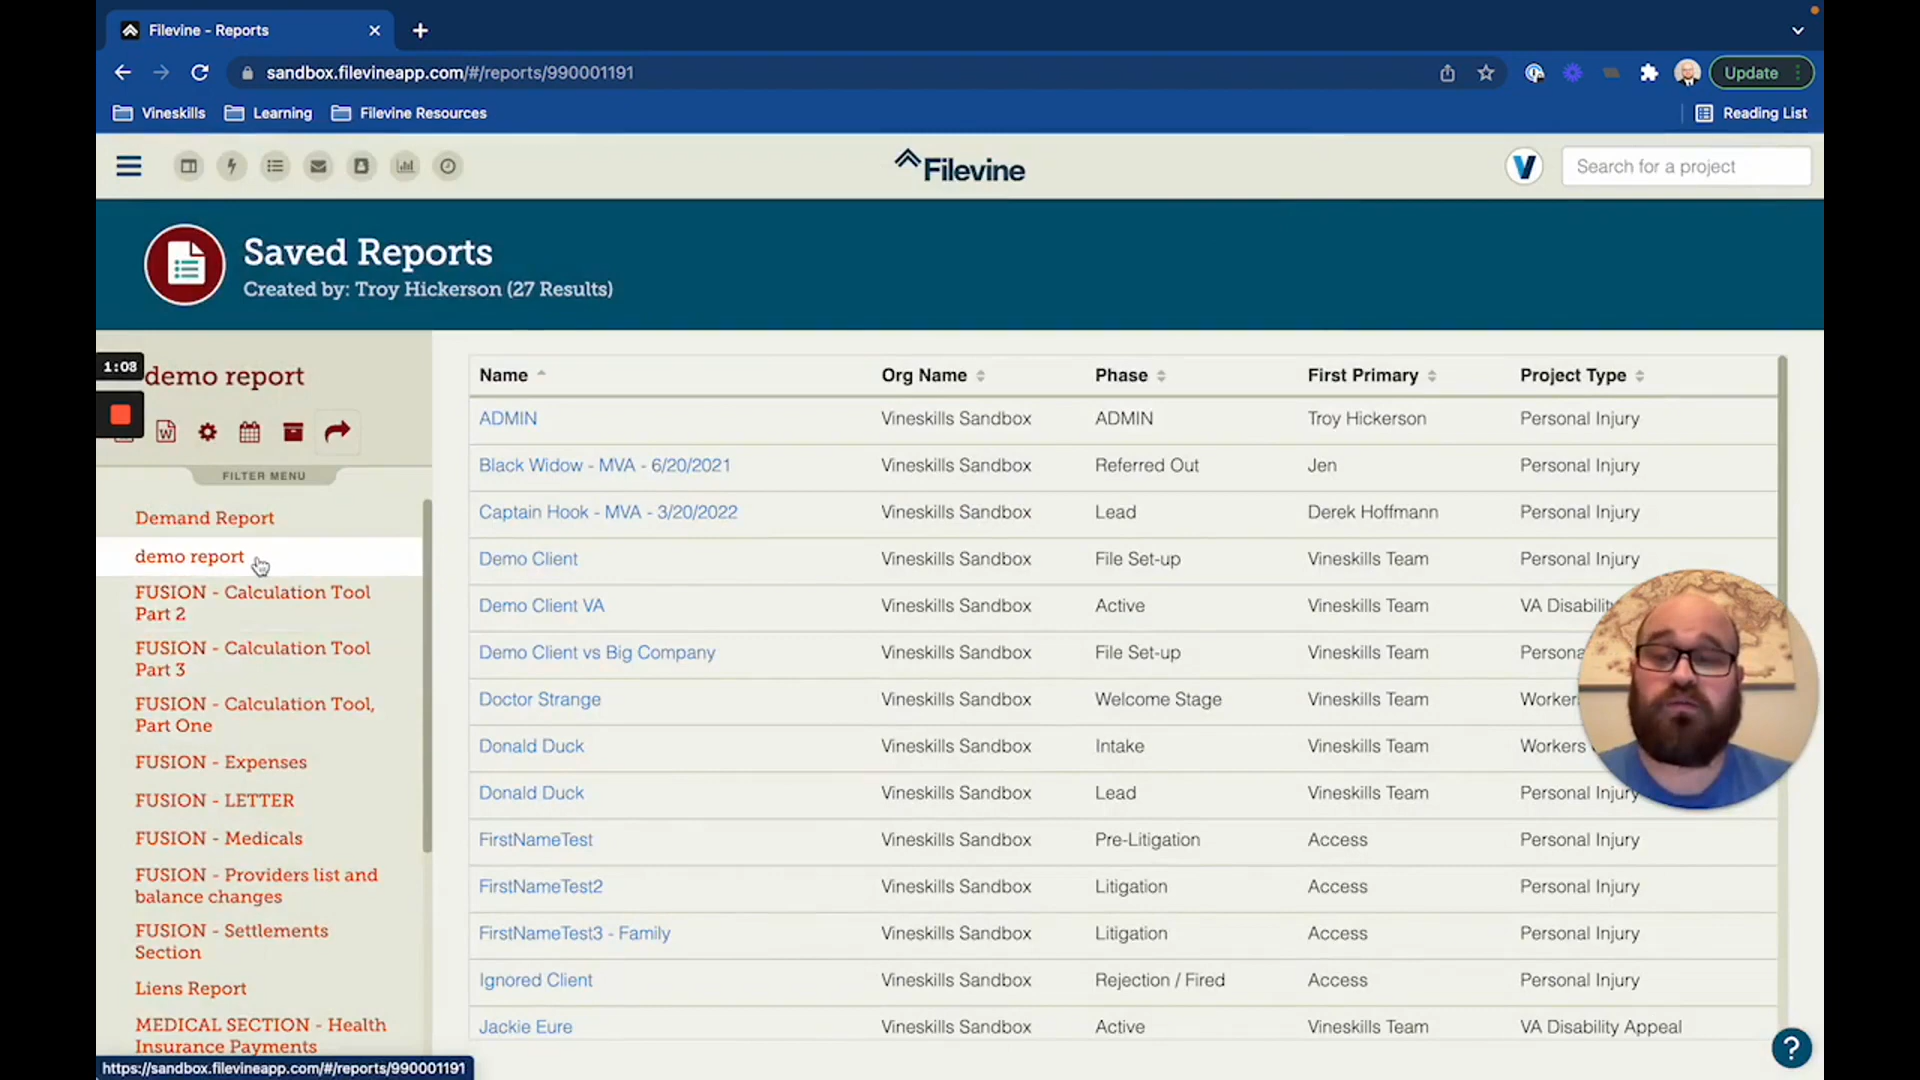 Filevine - Reports
sandbox.filevineapp.com/#/reports/990001191
Update
Vineskills
Learning
Filevine Resources
Reading List
Filevine
V
Search for a project
Saved Reports
Created by: Troy Hickerson (27 Results)
1:08
demo report
FILTER MENU
Demand Report
demo report
FUSION - Calculation Tool
Part 2
FUSION - Calculation Tool
Part 3
FUSION - Calculation Tool,
Part One
FUSION - Expenses
FUSION - LETTER
FUSION - Medicals
FUSION - Providers list and
balance changes
FUSION - Settlements
Section
Liens Report
MEDICAL SECTION - Health
Insurance Payments
https://sandbox.filevineapp.com/#/reports/990001191
Name Org Name Phase First Primary Project Type
ADMIN Vineskills Sandbox ADMIN Troy Hickerson Personal Injury
Black Widow - MVA - 6/20/2021 Vineskills Sandbox Referred Out Jen Personal Injury
Captain Hook - MVA - 3/20/2022 Vineskills Sandbox Lead Derek Hoffmann Personal Injury
Demo Client Vineskills Sandbox File Set-up Vineskills Team Personal Injury
Demo Client VA Vineskills Sandbox Active Vineskills Team VA Disability
Demo Client vs Big Company Vineskills Sandbox File Set-up Vineskills Team Persona
Doctor Strange Vineskills Sandbox Welcome Stage Vineskills Team Worker
Donald Duck Vineskills Sandbox Intake Vineskills Team Workers
Donald Duck Vineskills Sandbox Lead Vineskills Team Personal Injury
FirstNameTest Vineskills Sandbox Pre-Litigation Access Personal Injury
FirstNameTest2 Vineskills Sandbox Litigation Access Personal Injury
FirstNameTest3 - Family Vineskills Sandbox Litigation Access Personal Injury
Ignored Client Vineskills Sandbox Rejection / Fired Access Personal Injury
Jackie Eure Vineskills Sandbox Active Vineskills Team VA Disability Appeal
?